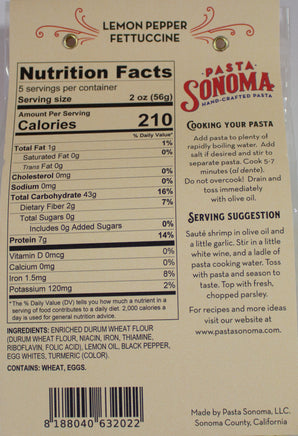 LEMON PEPPER
FETTUCCINE
Nutrition Facts
5 servings per container
Serving size 2 oz (56g)
Amount Per Serving
Calories 210
% Daily Value*
Total Fat 1g 1%
Saturated Fat 0g 0%
Trans Fat 0g
Cholesterol 0mg 0%
Sodium 0mg 0%
Total Carbohydrate 43g 16%
Dietary Fiber 2g 7%
Total Sugars 0g
Includes 0g Added Sugars 0%
Protein 7g 14%
Vitamin D 0mcg 0%
Calcium 0mg 0%
Iron 1.5mg 8%
Potassium 120mg 2%
*The % Daily Value (DV) tells you how much a nutrient in a
serving of food contributes to a daily diet. 2,000 calories a
day is used for general nutrition advice.
INGREDIENTS: ENRICHED DURUM WHEAT FLOUR
(DURUM WHEAT FLOUR, NIACIN, IRON, THIAMINE,
RIBOFLAVIN, FOLIC ACID), LEMON OIL, BLACK PEPPER,
EGG WHITES, TURMERIC (COLOR).
CONTAINS: WHEAT, EGGS.
8 188040 632022
PASTA
SONOMA
HAND-CRAFTED PASTA
COOKING YOUR PASTA
Add pasta to plenty of
rapidly boiling water. Add
salt if desired and stir to
separate pasta. Cook 5-7
minutes (al dente).
Do not overcook! Drain and
toss immediately
with olive oil.
SERVING SUGGESTION
Sauté shrimp in olive oil and
a little garlic. Stir in a little
white wine, and a ladle of
pasta cooking water. Toss
with pasta and season to
taste. Top with fresh,
chopped parsley.
For recipes and more ideas
visit our website at
www.pastasonoma.com.
Made by Pasta Sonoma, LLC.
Sonoma County, California